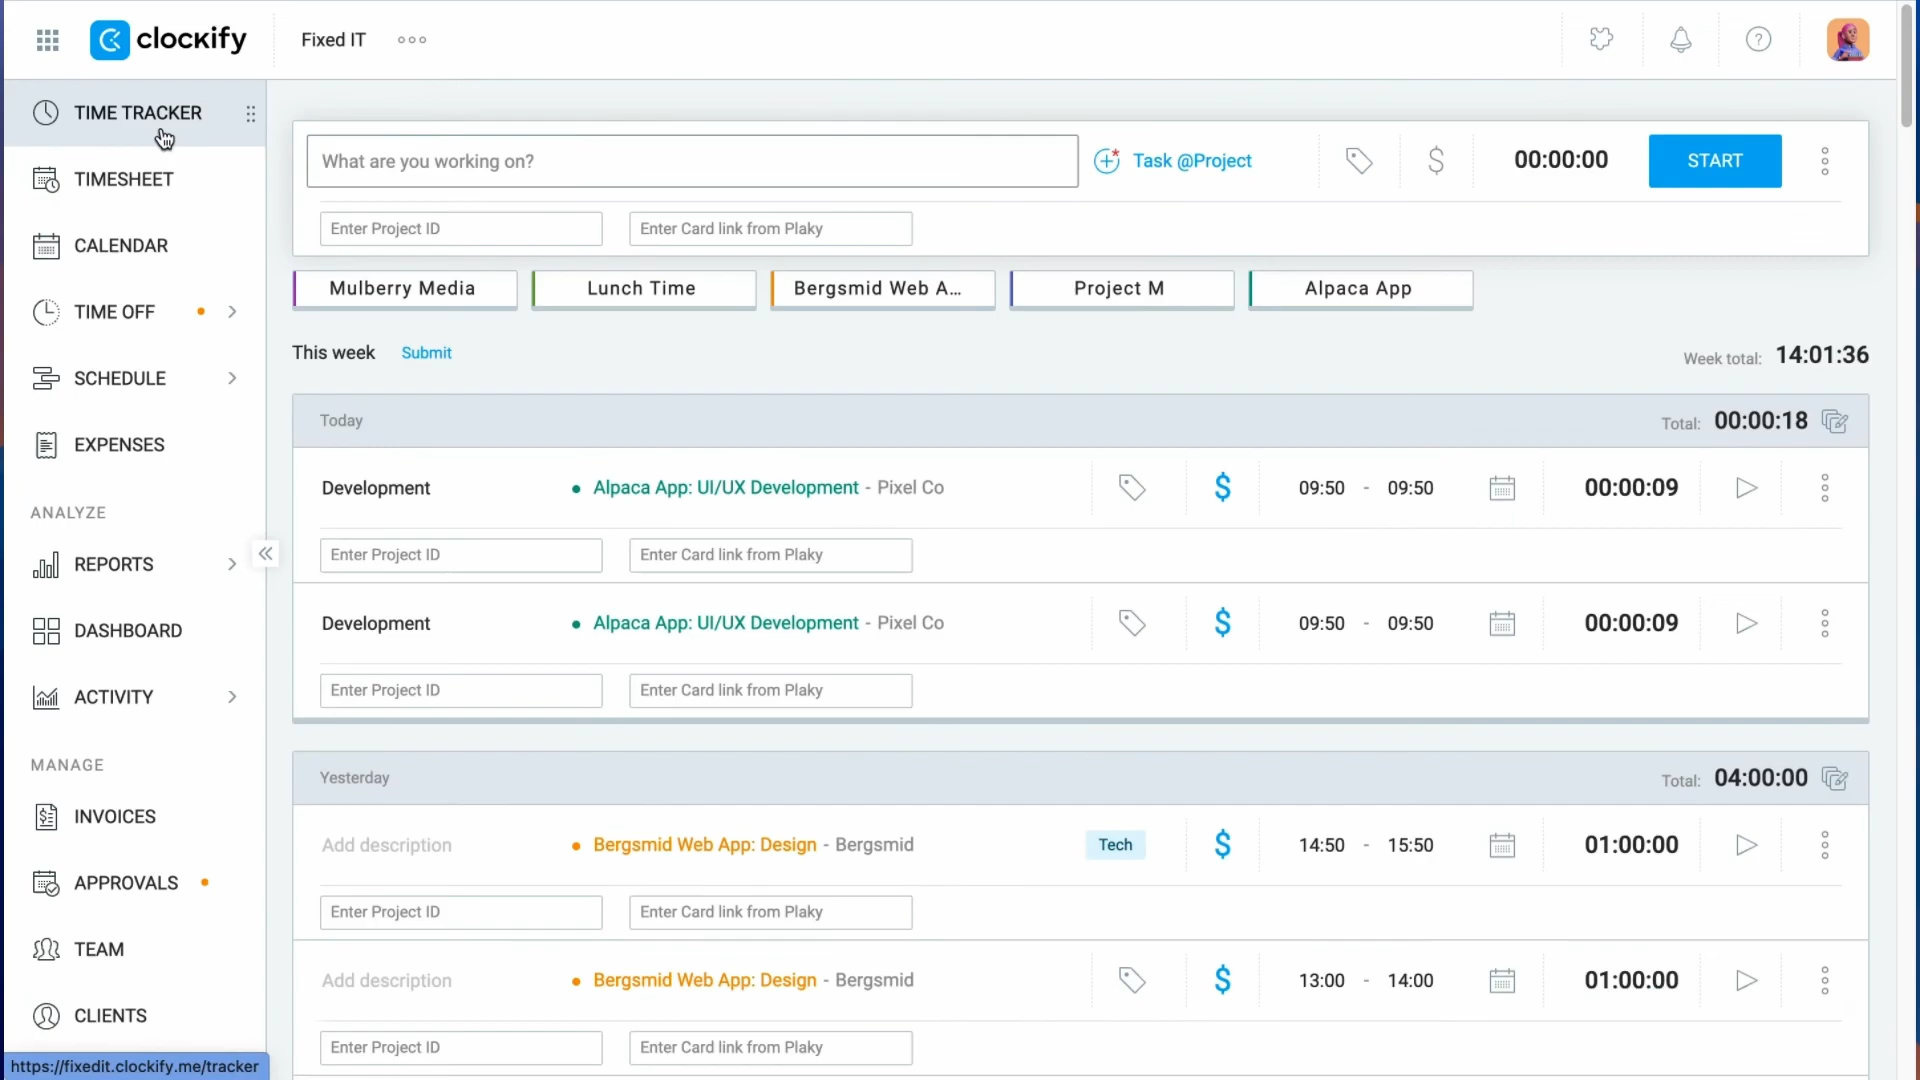 clockify
Fixed IT
TIME TRACKER
TIMESHEET
CALENDAR
TIME OFF
SCHEDULE
EXPENSES
ANALYZE
REPORTS
DASHBOARD
ACTIVITY
MANAGE
INVOICES
APPROVALS
TEAM
CLIENTS
https://fixedit.clockify.me/tracker
What are you working on?
Task @Project
00:00:00
START
Enter Project ID
Enter Card link from Plaky
Mulberry Media
Lunch Time
Bergsmid Web A...
Project M
Alpaca App
This week
Submit
Week total: 14:01:36
Today
Total: 00:00:18
Development
Alpaca App: UI/UX Development - Pixel Co
09:50 - 09:50
00:00:09
Enter Project ID
Enter Card link from Plaky
Development
Alpaca App: UI/UX Development - Pixel Co
09:50 - 09:50
00:00:09
Enter Project ID
Enter Card link from Plaky
Yesterday
Total: 04:00:00
Add description
Bergsmid Web App: Design - Bergsmid
Tech
14:50 - 15:50
01:00:00
Enter Project ID
Enter Card link from Plaky
Add description
Bergsmid Web App: Design - Bergsmid
13:00 - 14:00
01:00:00
Enter Project ID
Enter Card link from Plaky